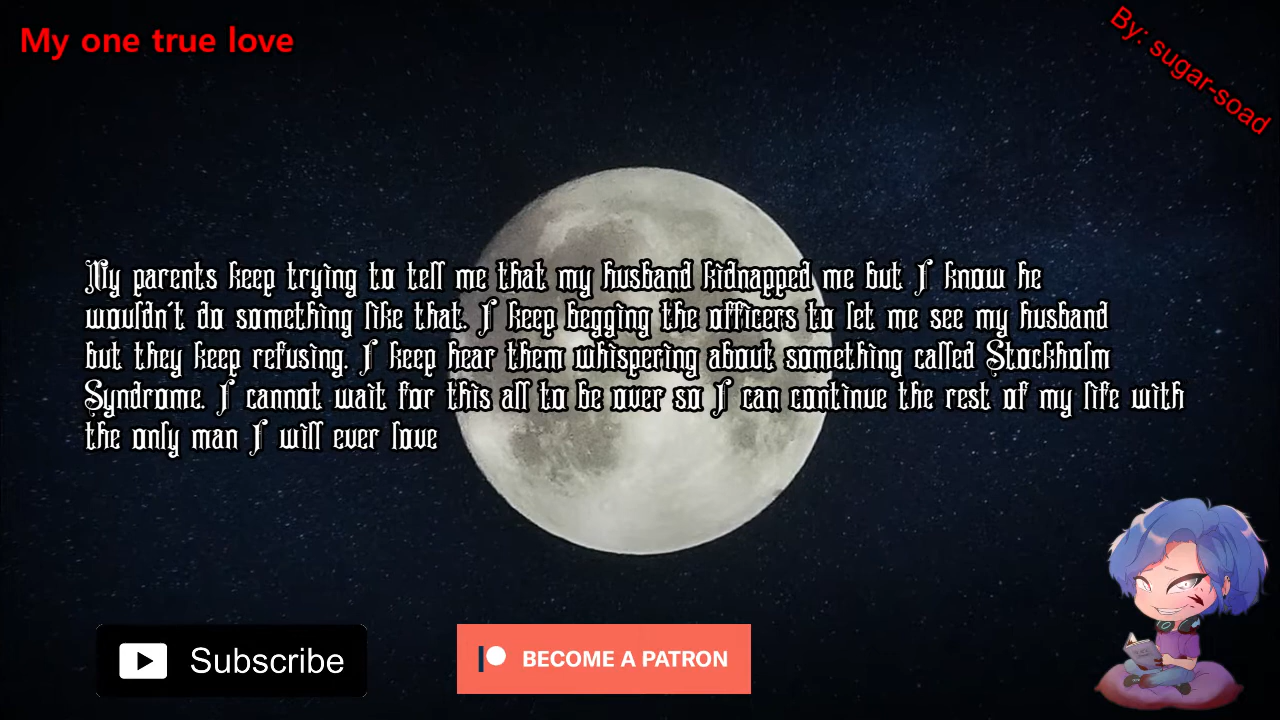 My one true love
By: sugar-soad
My parents keep trying to tell me that my husband kidnapped me but I know he
wouldn't do something like that. I keep begging the officers to let me see my husband
but they keep refusing. I keep hear them whispering about something called Stockholm
Syndrome. I cannot wait for this all to be over so I can continue the rest of my life with
the only man I will ever love
Subscribe
BECOME A PATRON